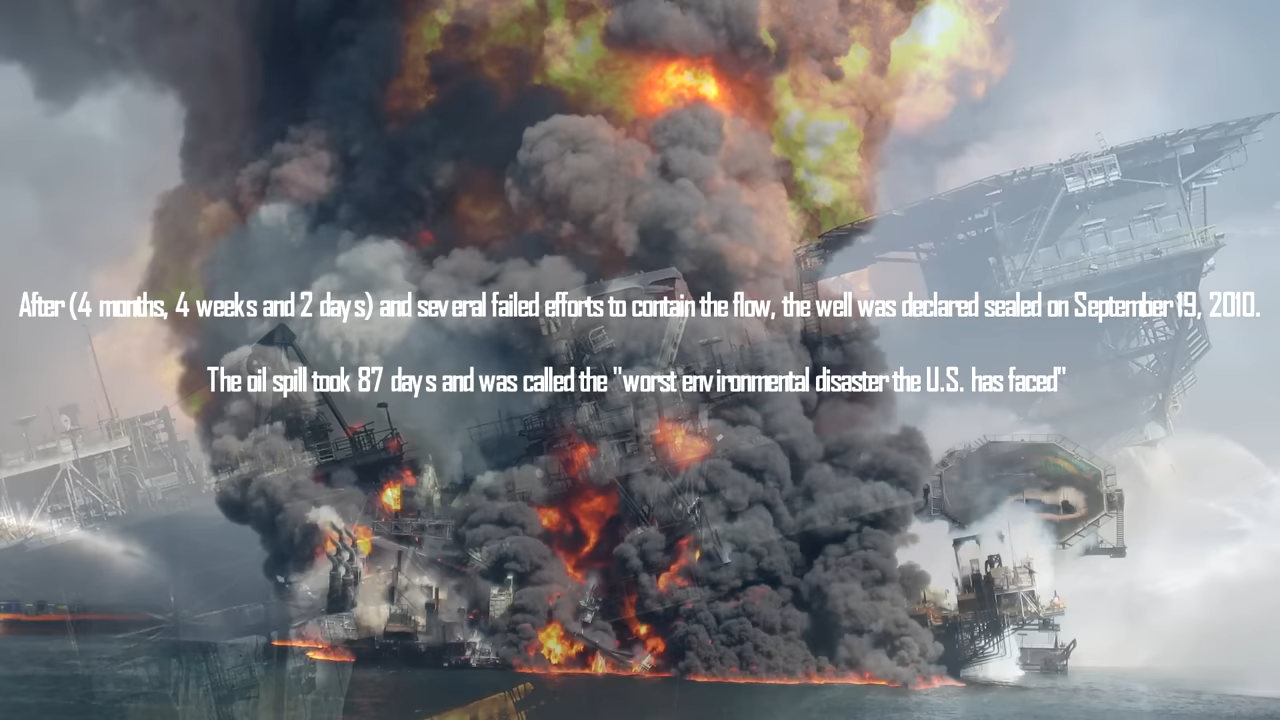 After (4 months, 4 weeks and 2 days) and several failed efforts to contain the flow, the well was declared sealed on September 19, 2010.
The oil spill took 87 days and was called the "worst environmental disaster the U.S. has faced"